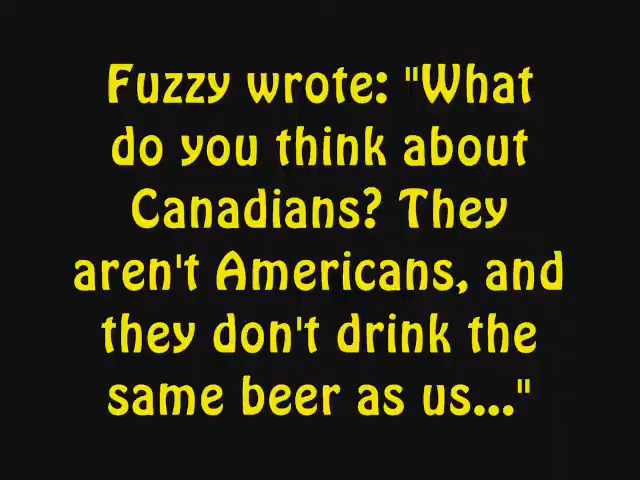 Fuzzy wrote: "What
do you think about
Canadians? They
aren't Americans, and
they don't drink the
same beer as us..."